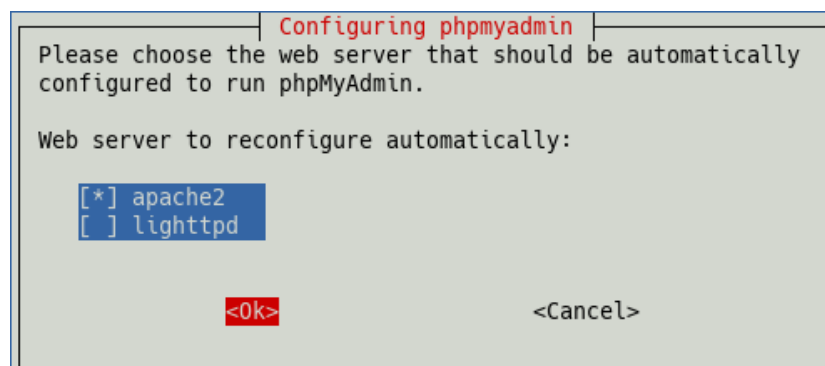 Configuring phpmyadmin
Please choose the web server that should be automatically
configured to run phpMyAdmin.
Web server to reconfigure automatically:
[*] apache2
[ ] lighttpd
<Ok> <Cancel>